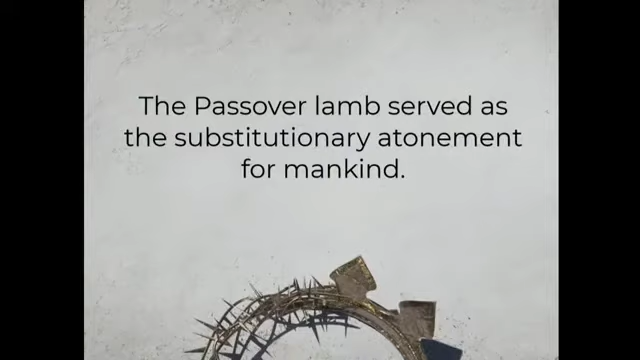 The Passover lamb served as
the substitutionary atonement
for mankind.